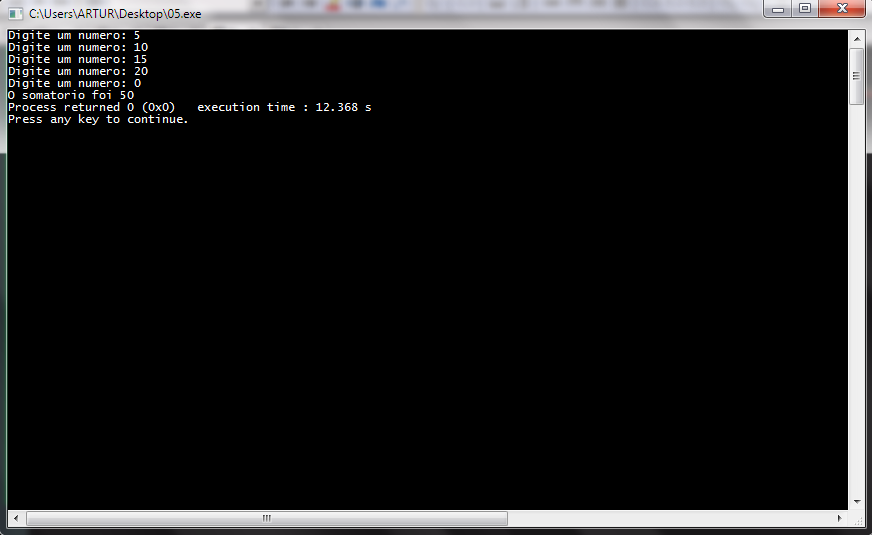 C:\Users\ARTUR\Desktop\05.exe
Digite um numero: 5
Digite um numero: 10
Digite um numero: 15
Digite um numero: 20
Digite um numero: 0
O somatorio foi 50
Process returned 0 (0x0)   execution time : 12.368 s
Press any key to continue.